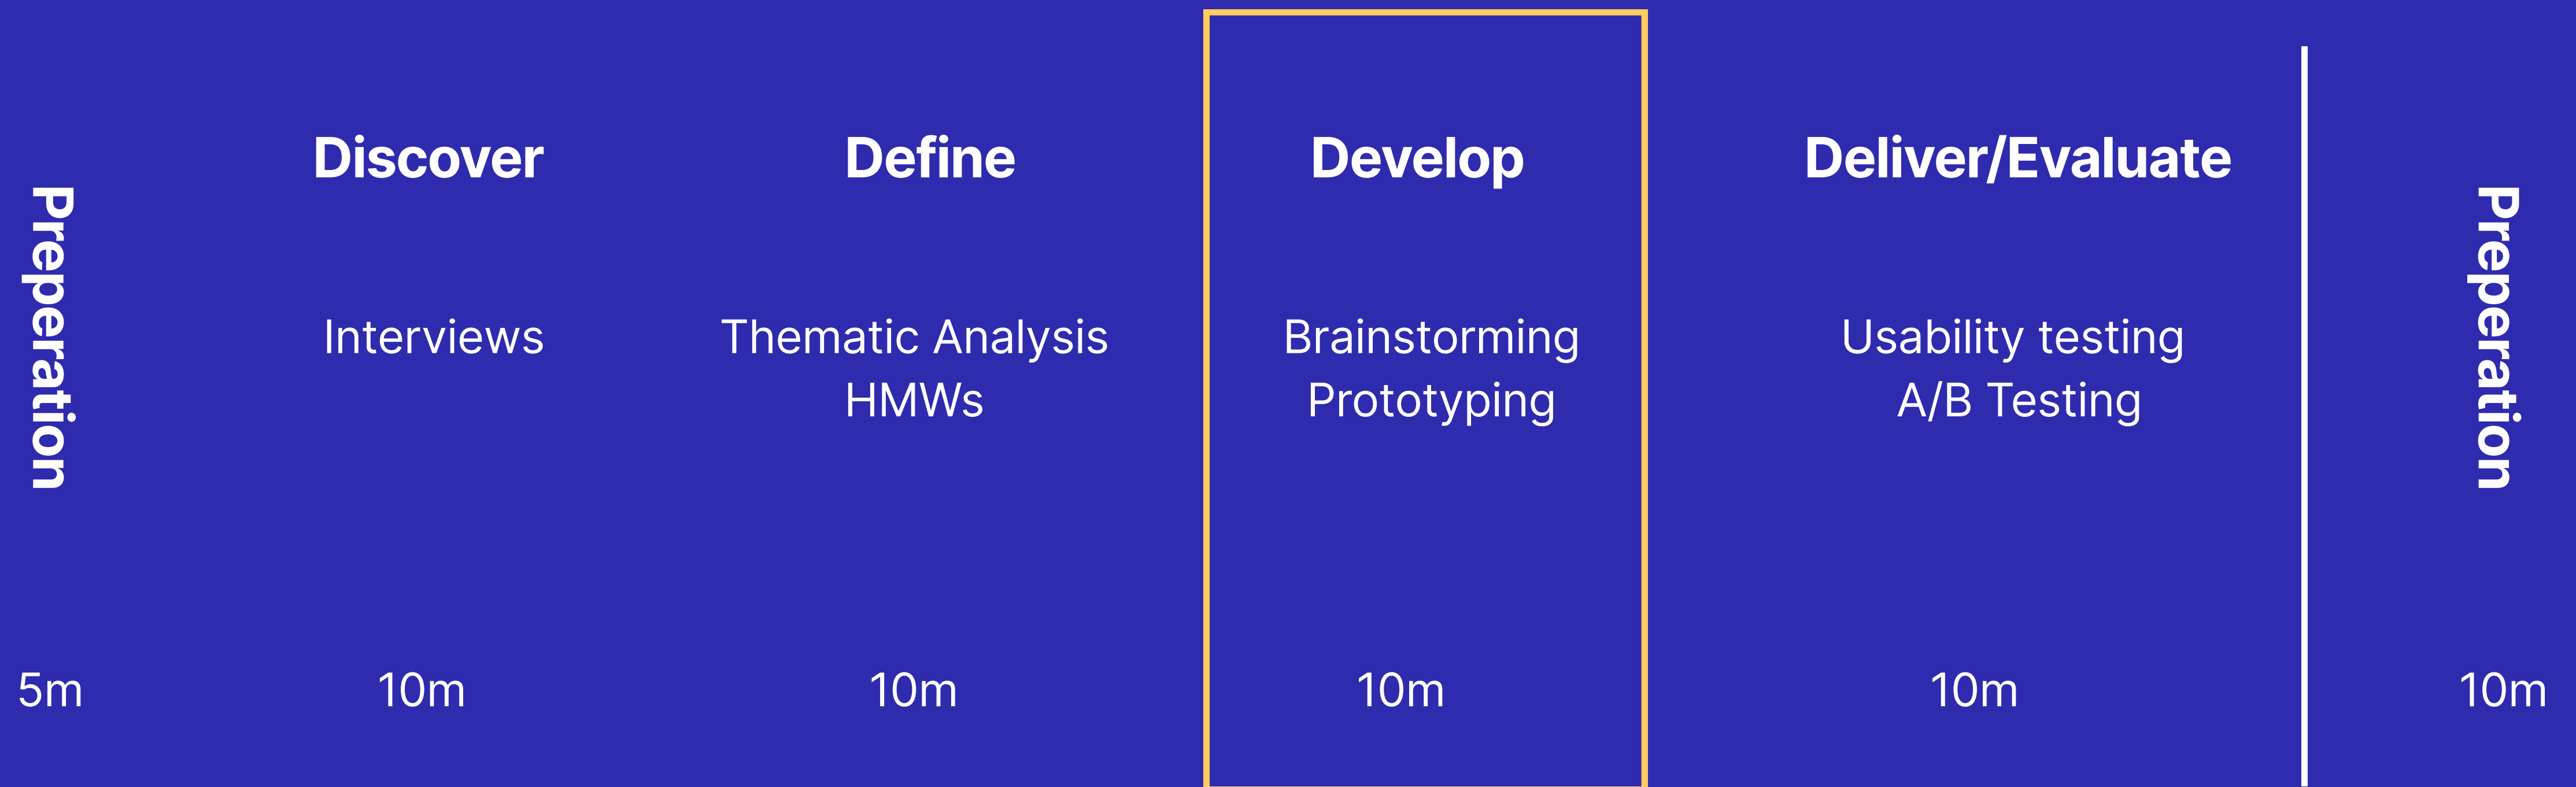 Preperation
Discover
Define
Develop
Deliver/Evaluate
Preperation
Interviews
Thematic Analysis
HMWs
Brainstorming
Prototyping
Usability testing
A/B Testing
5m
10m
10m
10m
10m
10m